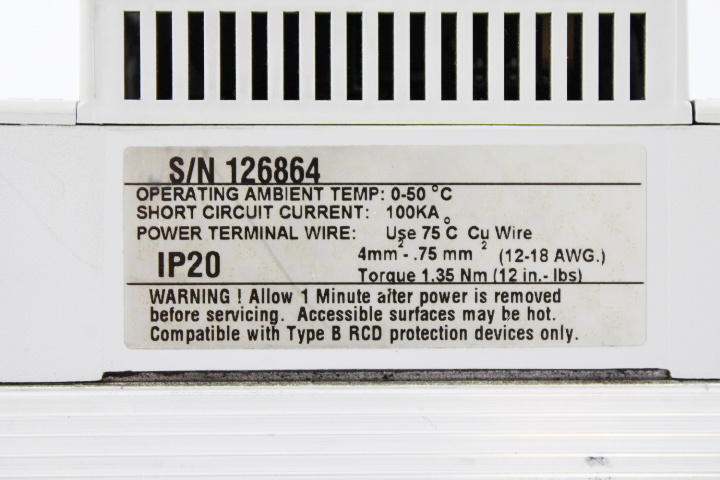 S/N 126864
OPERATING AMBIENT TEMP: 0-50 °C
SHORT CIRCUIT CURRENT: 100KA
POWER TERMINAL WIRE: Use 75°C Cu Wire
4mm² - .75 mm² (12-18 AWG.)
IP20
Torque 1.35 Nm (12 in.- lbs)
WARNING ! Allow 1 Minute after power is removed
before servicing. Accessible surfaces may be hot.
Compatible with Type B RCD protection devices only.